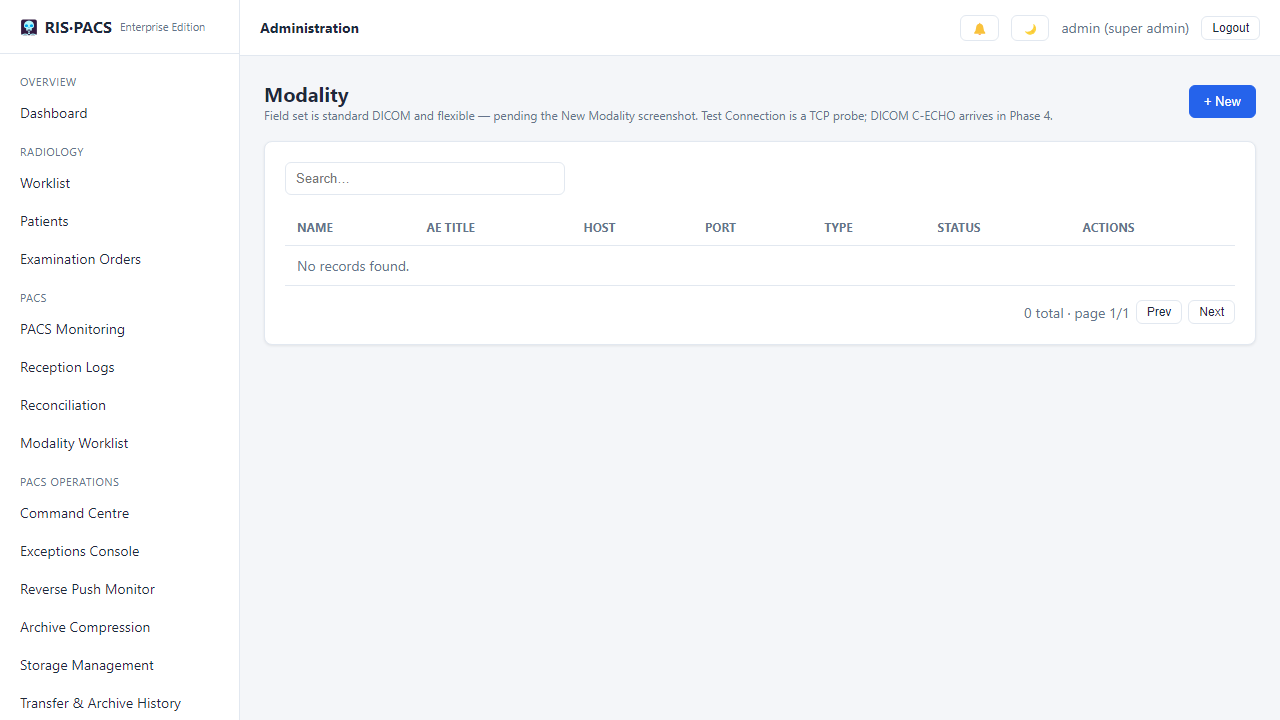 RIS·PACS Enterprise Edition
OVERVIEW
Dashboard
RADIOLOGY
Worklist
Patients
Examination Orders
PACS
PACS Monitoring
Reception Logs
Reconciliation
Modality Worklist
PACS OPERATIONS
Command Centre
Exceptions Console
Reverse Push Monitor
Archive Compression
Storage Management
Transfer & Archive History
Administration
admin (super admin) Logout
Modality
+ New
Field set is standard DICOM and flexible — pending the New Modality screenshot. Test Connection is a TCP probe; DICOM C-ECHO arrives in Phase 4.
Search...
NAME AE TITLE HOST PORT TYPE STATUS ACTIONS
No records found.
0 total · page 1/1 Prev Next